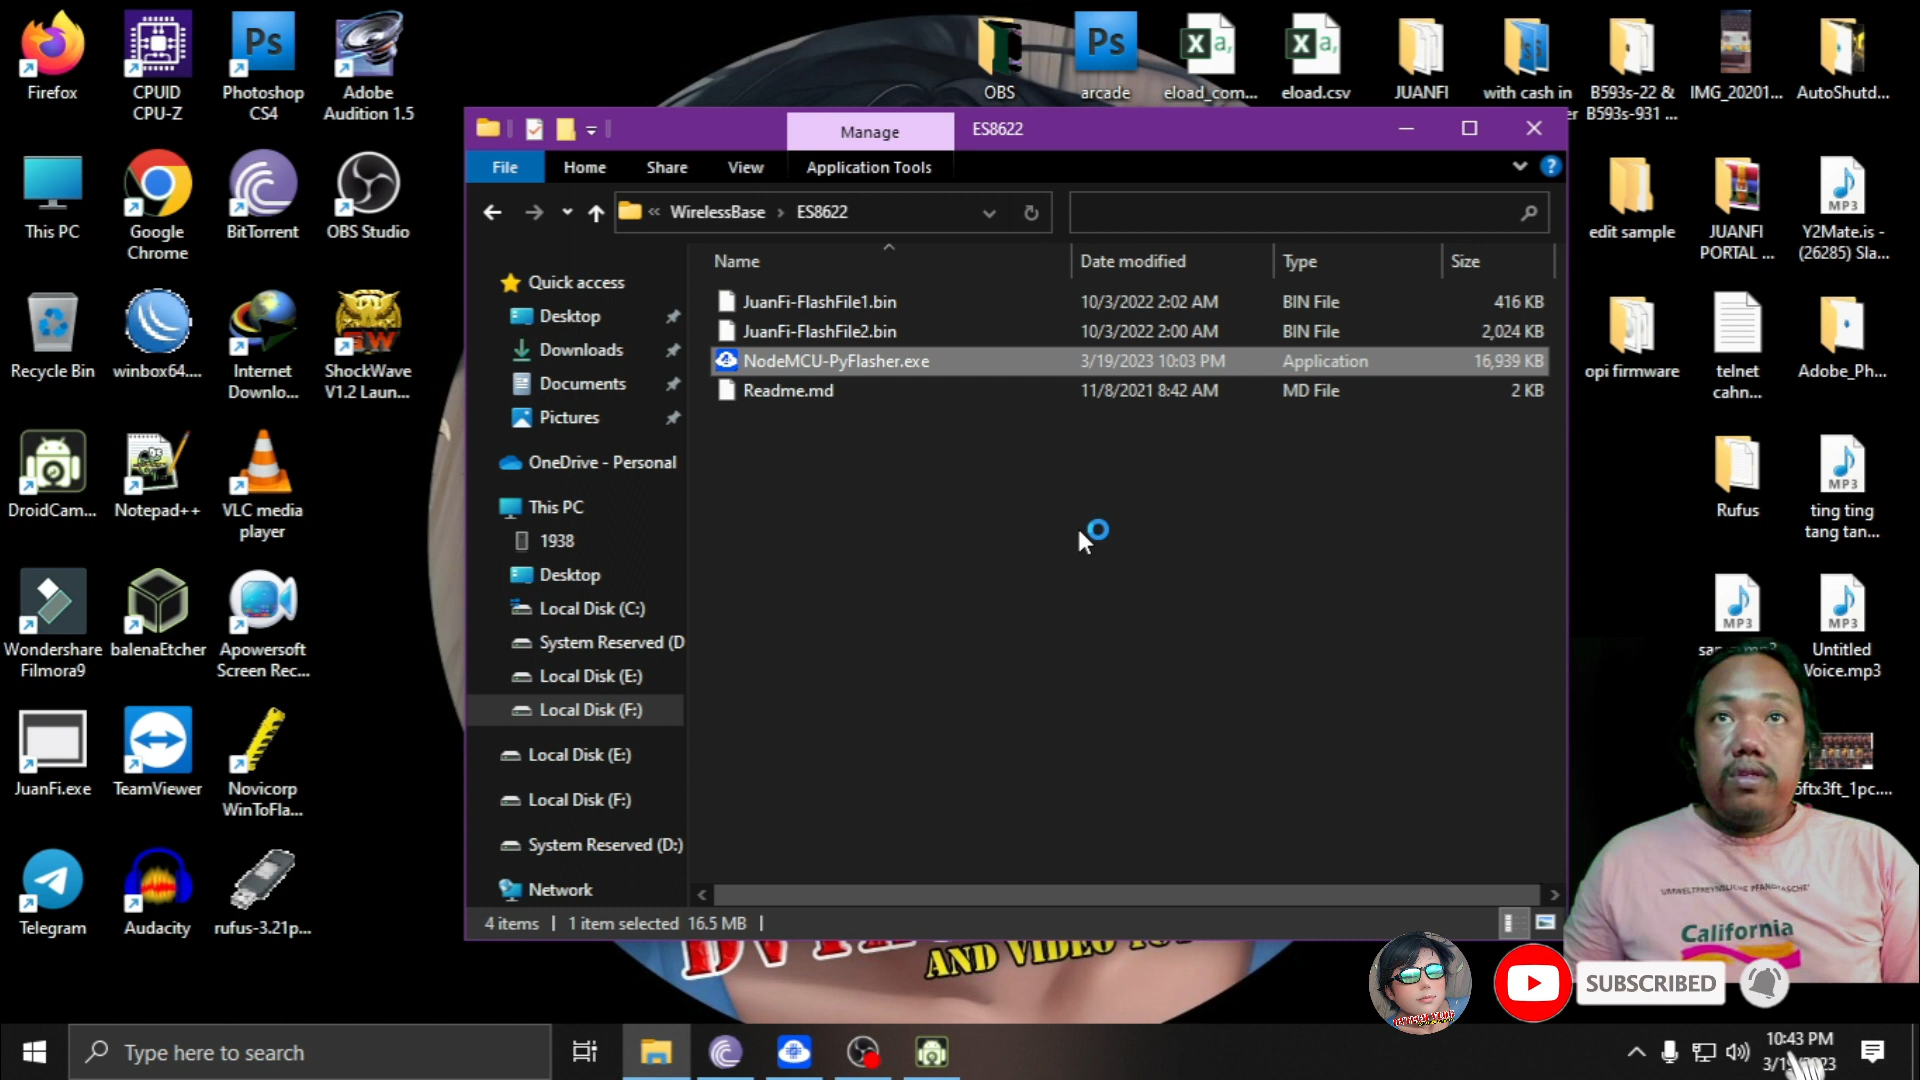 Firefox
CPUID
CPU-Z
Photoshop
CS4
Adobe
Audition 1.5
This PC
Google
Chrome
BitTorrent
OBS Studio
Recycle Bin
winbox64....
Internet
Downlo...
ShockWave
V1.2 Laun...
DroidCam...
Notepad++
VLC media
player
Wondershare
Filmora9
balenaEtcher
Apowersoft
Screen Rec...
JuanFi.exe
TeamViewer
Novicorp
WinToFla...
Telegram
Audacity
rufus-3.21p...
OBS
arcade
eload_com...
eload.csv
JUANFI
with cash in
B593s-22 &
B593s-931 ...
IMG_20201...
AutoShutd...
edit sample
JUANFI
PORTAL ...
Y2Mate.is -
(26285) Sla...
opi firmware
telnet
cahn...
Adobe_Ph...
Rufus
ting ting
tang tan...
Untitled
Voice.mp3
Manage
ES8622
File
Home
Share
View
Application Tools
« WirelessBase > ES8622
Name
Date modified
Type
Size
JuanFi-FlashFile1.bin 10/3/2022 2:02 AM BIN File 416 KB
JuanFi-FlashFile2.bin 10/3/2022 2:00 AM BIN File 2,024 KB
NodeMCU-PyFlasher.exe 3/19/2023 10:03 PM Application 16,939 KB
Readme.md 11/8/2021 8:42 AM MD File 2 KB
Quick access
Desktop
Downloads
Documents
Pictures
OneDrive - Personal
This PC
1938
Desktop
Local Disk (C:)
System Reserved (D
Local Disk (E:)
Local Disk (F:)
Local Disk (E:)
Local Disk (F:)
System Reserved (D:)
Network
4 items
1 item selected 16.5 MB
AND VIDEO
California
SUBSCRIBED
Type here to search
10:43 PM